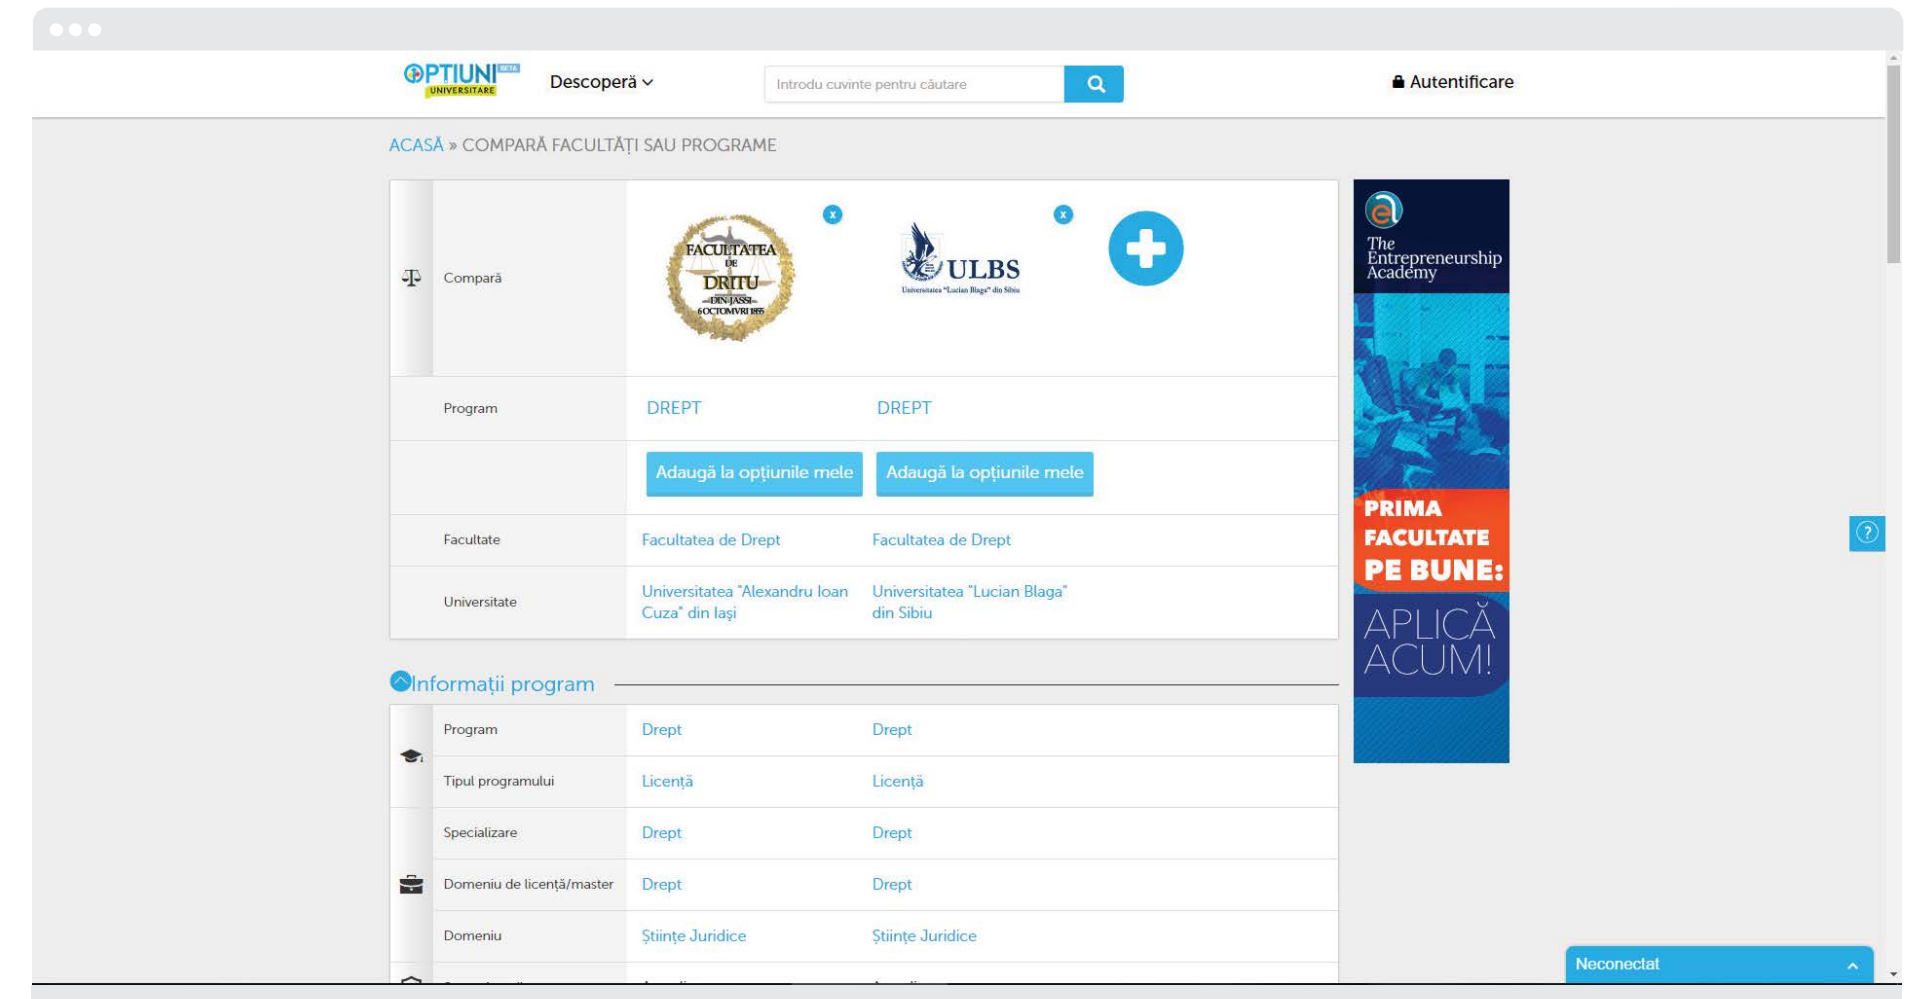 OPTIUNI BETA
UNIVERSITARE
Descoperă
Introdu cuvinte pentru căutare
Autentificare
ACASĂ » COMPARĂ FACULTĂȚI SAU PROGRAME
Compară
FACULTATEA
DE
DRITU
DIN JASSI
6 OCTOMVRI 1855
x
ULBS
Universitatea "Lucian Blaga" din Sibiu
x
Program DREPT DREPT
Adaugă la opțiunile mele Adaugă la opțiunile mele
Facultate Facultatea de Drept Facultatea de Drept
Universitate Universitatea "Alexandru Ioan Universitatea "Lucian Blaga"
Cuza" din Iași din Sibiu
Informații program
Program Drept Drept
Tipul programului Licență Licență
Specializare Drept Drept
Domeniu de licență/master Drept Drept
Domeniu Științe Juridice Științe Juridice
The
Entrepreneurship
Academy
PRIMA
FACULTATE
PE BUNE:
APLICĂ
ACUM!
?
Neconectat